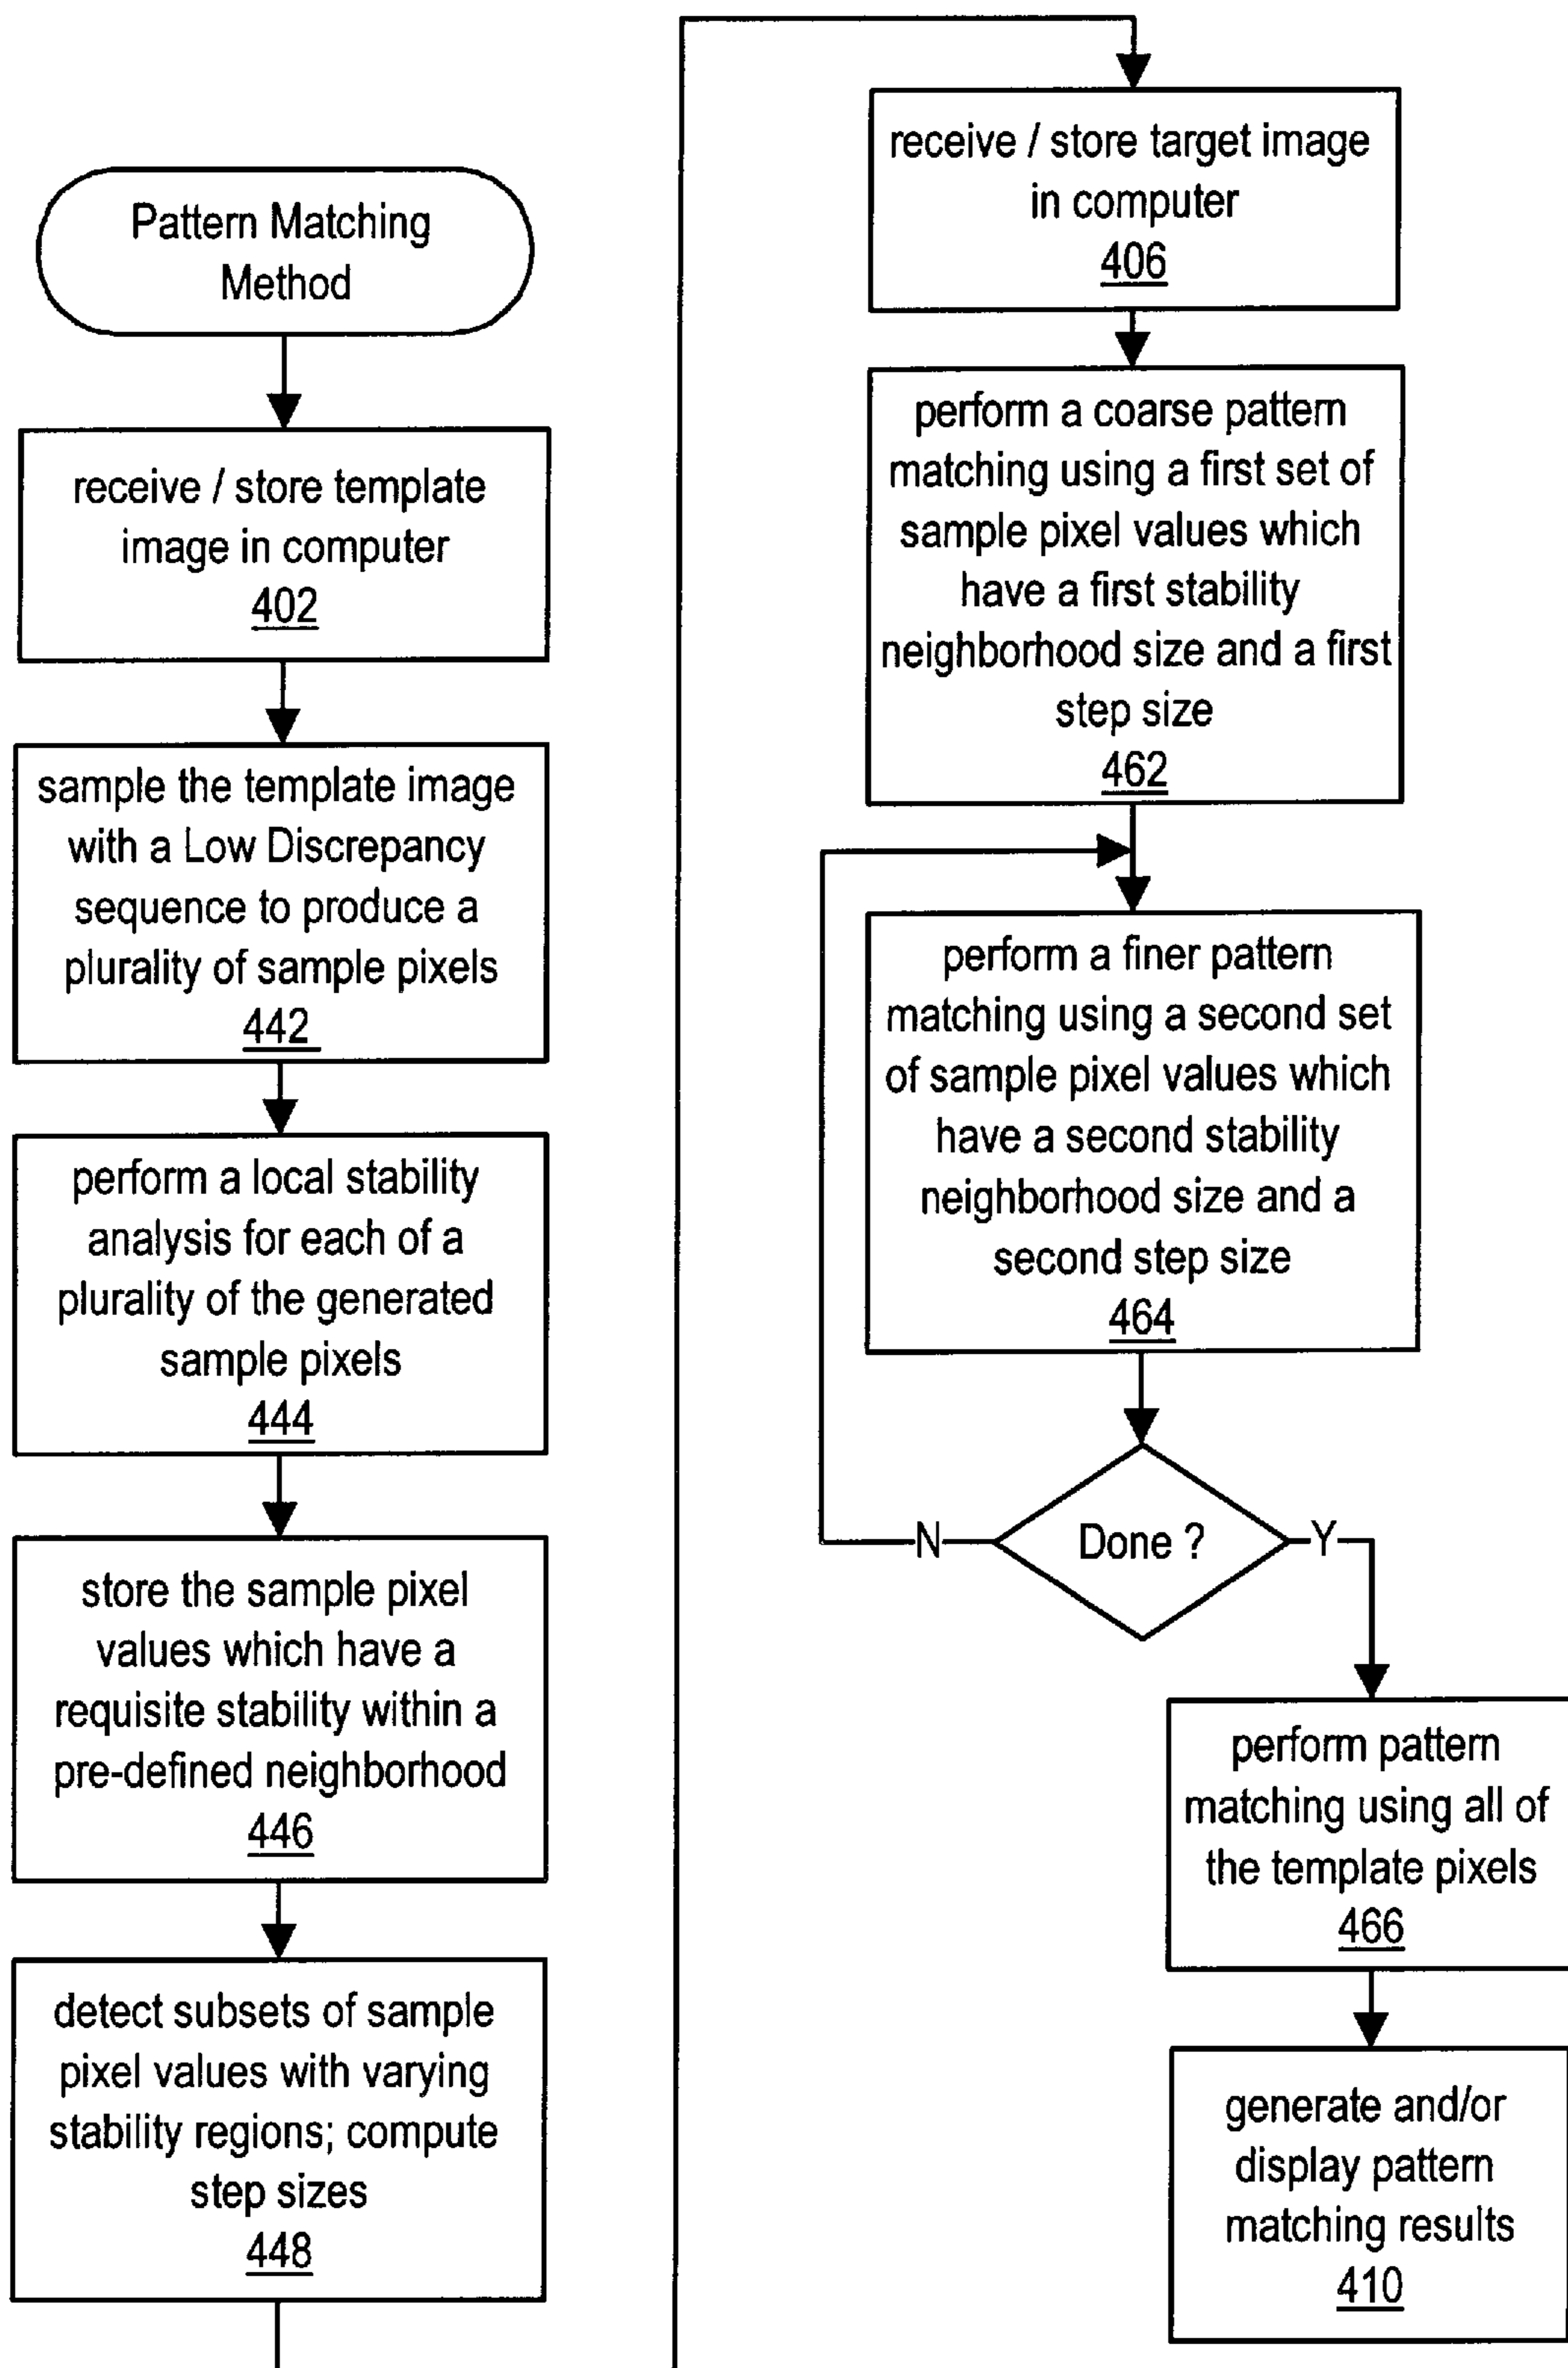 Pattern Matching
Method
receive / store template
image in computer
402
sample the template image
with a Low Discrepancy
sequence to produce a
plurality of sample pixels
442
perform a local stability
analysis for each of a
plurality of the generated
sample pixels
444
store the sample pixel
values which have a
requisite stability within a
pre-defined neighborhood
446
detect subsets of sample
pixel values with varying
stability regions; compute
step sizes
448
receive / store target image
in computer
406
perform a coarse pattern
matching using a first set of
sample pixel values which
have a first stability
neighborhood size and a first
step size
462
perform a finer pattern
matching using a second set
of sample pixel values which
have a second stability
neighborhood size and a
second step size
464
N
Done ?
Y
perform pattern
matching using all of
the template pixels
466
generate and/or
display pattern
matching results
410